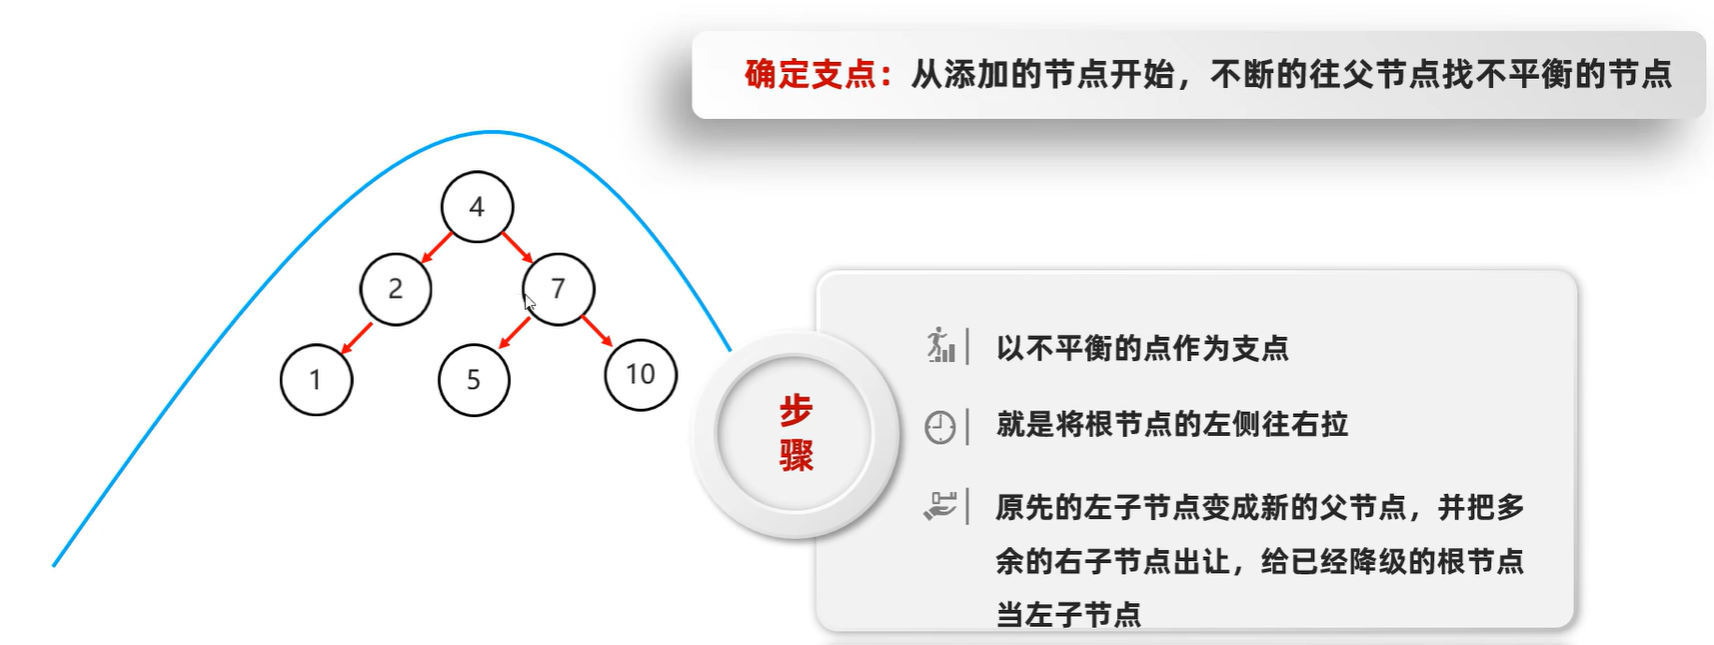 确定支点：从添加的节点开始，不断的往父节点找不平衡的节点
4
2
7
1
5
10
步
骤
以不平衡的点作为支点
就是将根节点的左侧往右拉
原先的左子节点变成新的父节点，并把多
余的右子节点出让，给已经降级的根节点
当左子节点